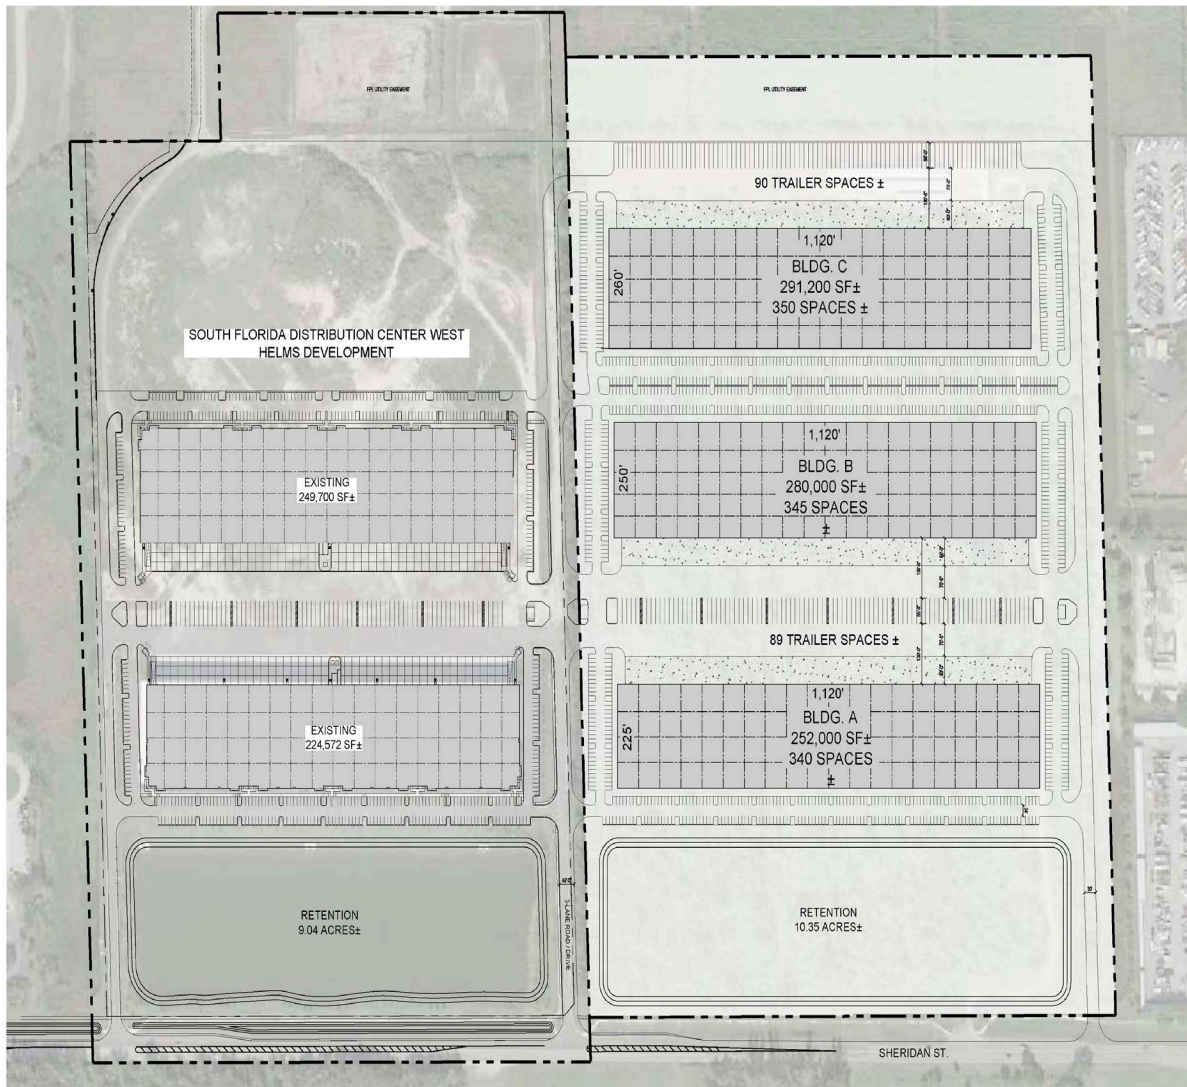 FPL UTILITY EASEMENT
FPL UTILITY EASEMENT
90 TRAILER SPACES ±
1,120'
260'
BLDG. C
291,200 SF±
350 SPACES ±
SOUTH FLORIDA DISTRIBUTION CENTER WEST
HELMS DEVELOPMENT
1,120'
250'
BLDG. B
280,000 SF±
345 SPACES
±
EXISTING
249,700 SF±
89 TRAILER SPACES ±
1,120'
225'
BLDG. A
252,000 SF±
340 SPACES
±
EXISTING
224,572 SF±
RETENTION
9.04 ACRES±
3-LANE ROAD / DRIVE
RETENTION
10.35 ACRES±
SHERIDAN ST.